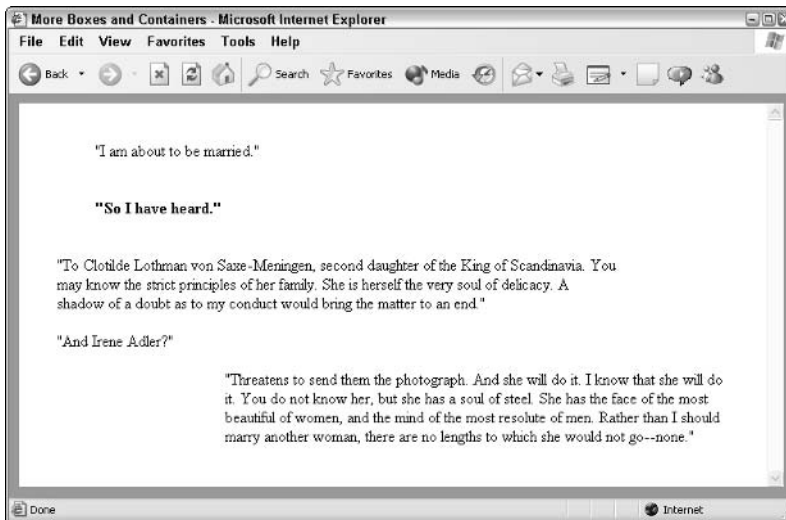 More Boxes and Containers - Microsoft Internet Explorer
File Edit View Favorites Tools Help
Back Search Favorites Media
"I am about to be married."
"So I have heard."
"To Clotilde Lothman von Saxe-Meningen, second daughter of the King of Scandinavia. You
may know the strict principles of her family. She is herself the very soul of delicacy. A
shadow of a doubt as to my conduct would bring the matter to an end."
"And Irene Adler?"
"Threatens to send them the photograph. And she will do it. I know that she will do
it. You do not know her, but she has a soul of steel. She has the face of the most
beautiful of women, and the mind of the most resolute of men. Rather than I should
marry another woman, there are no lengths to which she would not go--none."
Done Internet